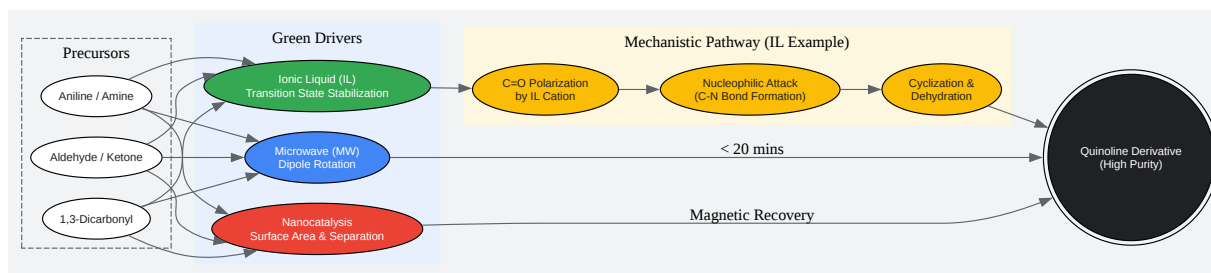 Precursors
Aniline / Amine
Aldehyde / Ketone
1,3-Dicarbonyl
Green Drivers
Ionic Liquid (IL)
Transition State Stabilization
Microwave (MW)
Dipole Rotation
Nanocatalysis
Surface Area & Separation
Mechanistic Pathway (IL Example)
C=O Polarization
by IL Cation
Nucleophilic Attack
(C-N Bond Formation)
Cyclization &
Dehydration
< 20 mins
Magnetic Recovery
Quinoline Derivative
(High Purity)